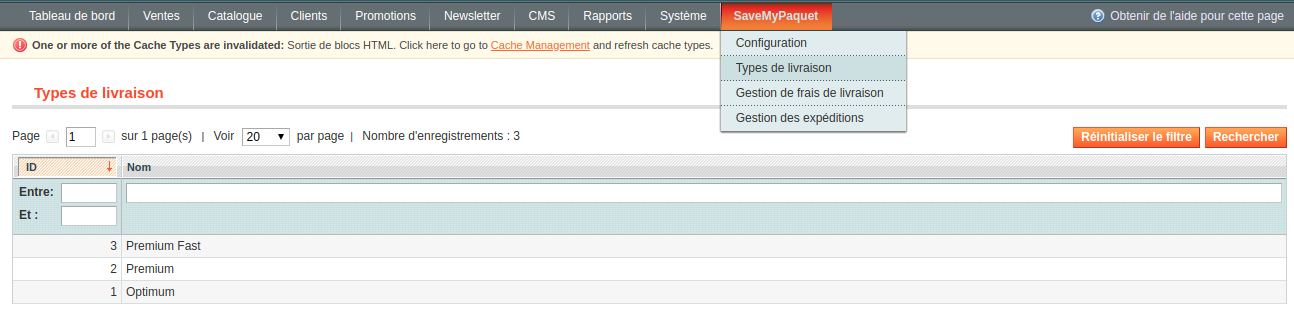 Tableau de bord Ventes Catalogue Clients Promotions Newsletter CMS Rapports Système SaveMyPaquet Obtenir de l'aide pour cette page
One or more of the Cache Types are invalidated: Sortie de blocs HTML. Click here to go to Cache Management and refresh cache types.
Configuration
Types de livraison
Gestion de frais de livraison
Gestion des expéditions
Types de livraison
Page 1 sur 1 page(s) | Voir 20 par page | Nombre d'enregistrements : 3 Réinitialiser le filtre Rechercher
ID Nom
Entre:
Et :
3 Premium Fast
2 Premium
1 Optimum